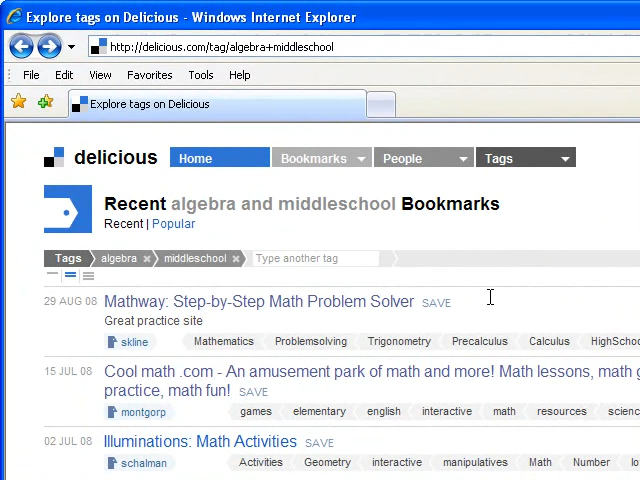 Explore tags on Delicious - Windows Internet Explorer
http://delicious.com/tag/algebra+middleschool
File Edit View Favorites Tools Help
Explore tags on Delicious
delicious Home Bookmarks People Tags
Recent algebra and middleschool Bookmarks
Recent | Popular
Tags algebra middleschool Type another tag
29 AUG 08 Mathway: Step-by-Step Math Problem Solver SAVE
Great practice site
skline Mathematics Problemsolving Trigonometry Precalculus Calculus HighSchoo
15 JUL 08 Cool math .com - An amusement park of math and more! Math lessons, math g
practice, math fun! SAVE
montgorp games elementary english interactive math resources scienc
02 JUL 08 Illuminations: Math Activities SAVE
schalman Activities Geometry interactive manipulatives Math Number lo